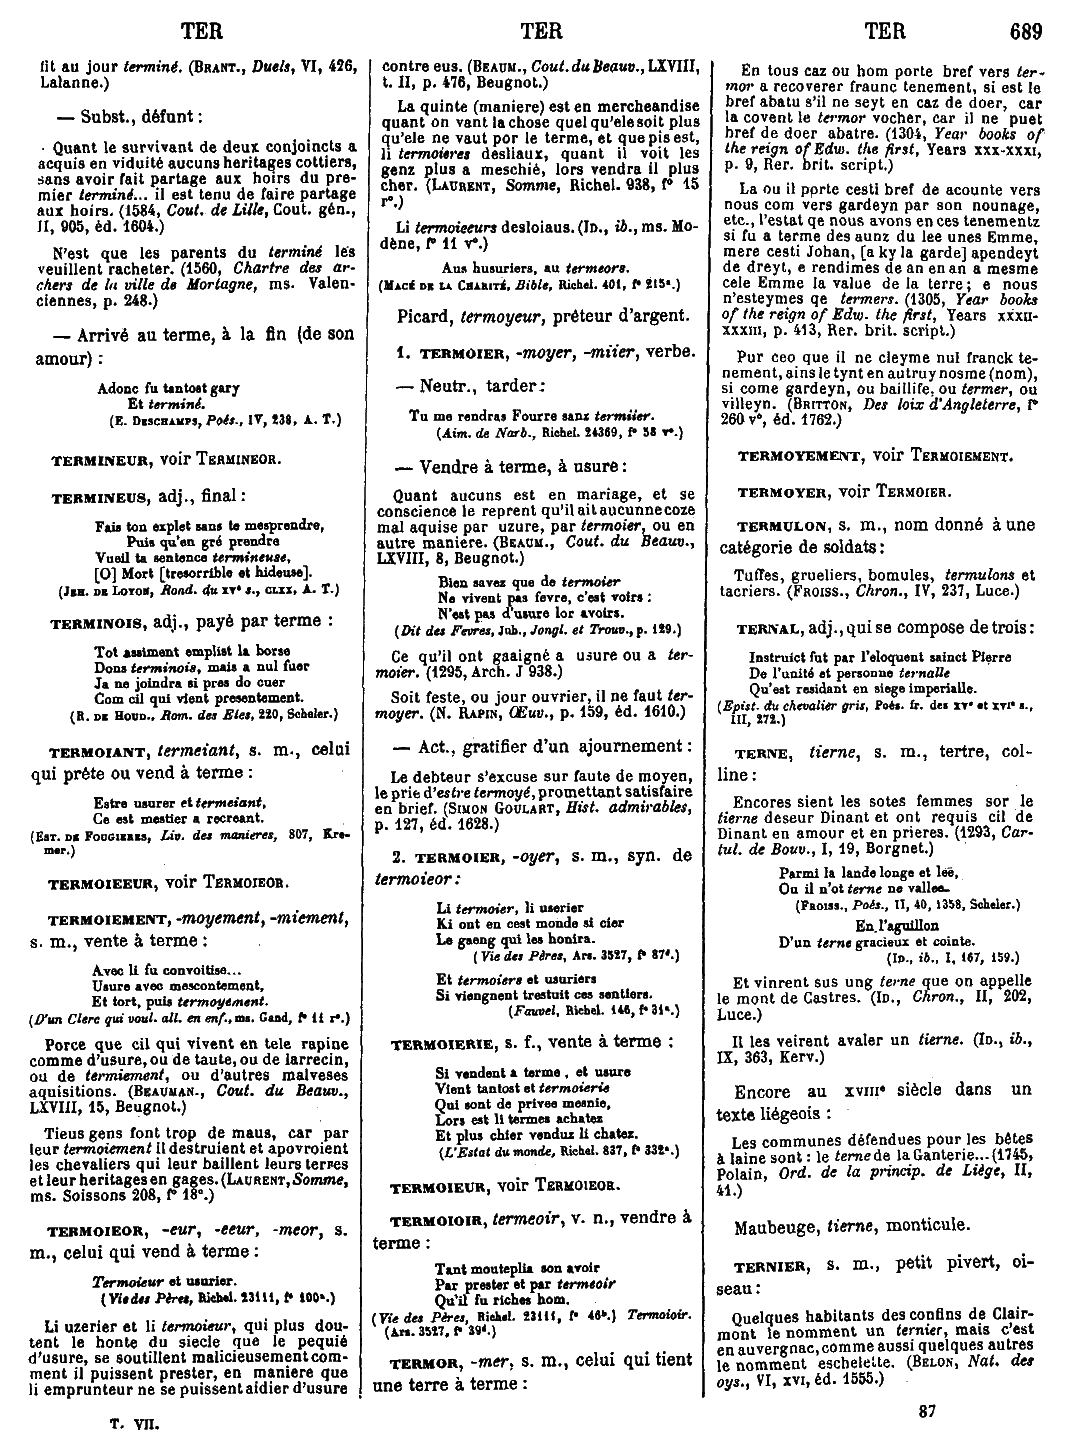 TER
TER
TER
689
fit au jour terminé. (BRANT., Duels, VI, 426,
Lalanne.)
— Subst., défunt :
Quant le survivant de deux conjoincts a
acquis en viduité aucuns heritages cottiers,
sans avoir fait partage aux hoirs du pre-
mier terminé... il est tenu de faire partage
aux hoirs. (1584, Cout. de Lille, Cout. gén.,
II, 905, éd. 1604.)
N'est que les parents du terminé les
veuillent racheter. (1560, Chartre des ar-
chers de la ville de Mortagne, ms. Valen-
ciennes, p. 248.)
— Arrivé au terme, à la fin (de son
amour) :
Adonc fu tantost gary
Et terminé.
(E. DESCHAMPS, Poés., IV, 238, A. T.)
TERMINEUR, voir TERMINEOR.
TERMINEUS, adj., final :
Fais ton explet sans te mesprendre,
Puis qu'en gré prendre
Vueil ta sentence termineuse,
[O] Mort [tresorrible et hideuse].
(JEH. DE LOYON, Rond. du XVe s., CLXX, A. T.)
TERMINOIS, adj., payé par terme :
Tot assiment emplist la borse
Dons terminois, mais a nul fuer
Ja ne joindra si pres do cuer
Com cil qui vient presentement.
(R. DE HOUD., Rom. des Eles, 220, Scheler.)
TERMOIANT, termeiant, s. m., celui
qui prête ou vend à terme :
Estre usurer et termeiant,
Ce est mestier a recreant.
(EST. DE FOUGIERES, Liv. des manieres, 807, Kre-
mer.)
TERMOIEEUR, voir TERMOIEOR.
TERMOIEMENT, -moyement, -miement,
s. m., vente à terme :
Avec li fu convoitise...
Usure avec mescontement,
Et tort, puis termoyement.
(D'un Clerc qui voul. all. en enf., ms. Gand, f° 11 r°.)
Porce que cil qui vivent en tele rapine
comme d'usure, ou de taute, ou de larrecin,
ou de termiement, ou d'autres malveses
aquisitions. (BEAUMAN., Cout. du Beauv.,
LXVIII, 15, Beugnot.)
Tieus gens font trop de maus, car par
leur termoiement il destruient et apovroient
les chevaliers qui leur baillent leurs terres
et leur heritages en gages. (LAURENT, Somme,
ms. Soissons 208, f° 18c.)
TERMOIEOR, -eur, -eeur, -meor, s.
m., celui qui vend à terme :
Termoieur et usurier.
(Vie des Pères, Richel. 23111, f° 100b.)
Li uzerier et li termoieur, qui plus dou-
tent le honte du siecle que le pequié
d'usure, se soutillent malicieusement com-
ment il puissent prester, en maniere que
li emprunteur ne se puissent aidier d'usure
T. VII.
contre eus. (BEAUM., Cout. du Beauv., LXVIII,
t. II, p. 476, Beugnot.)
La quinte (maniere) est en mercheandise
quant on vant la chose quel qu'ele soit plus
qu'ele ne vaut por le terme, et que pis est,
li termoieres desliaux, quant il voit les
genz plus a meschié, lors vendra il plus
cher. (LAURENT, Somme, Richel. 938, f° 15
r°.)
Li termoieeurs desloiaus. (ID., ib., ms. Mo-
dène, f° 11 v°.)
Aus husuriers, au termeors.
(MACÉ DE LA CHARITÉ, Bible, Richel. 401, f° 215a.)
Picard, termoyeur, prêteur d'argent.
1. TERMOIER, -moyer, -miier, verbe.
— Neutr., tarder :
Tu me rendras Fourre sanz termiier.
(Aim. de Narb., Richel. 24369, f° 58 v°.)
— Vendre à terme, à usure :
Quant aucuns est en mariage, et se
conscience le reprent qu'il ait aucunne coze
mal aquise par uzure, par termoier, ou en
autre maniere. (BEAUM., Cout. du Beauv.,
LXVIII, 8, Beugnot.)
Bien savez que de termoier
Ne vivent pas fevre, c'est voirs :
N'est pas d'usure lor avoirs.
(Dit des Fevres, Jub., Jongl. et Trouv., p. 129.)
Ce qu'il ont gaaigné a usure ou a ter-
moier. (1295, Arch. J 938.)
Soit feste, ou jour ouvrier, il ne faut ter-
moyer. (N. RAPIN, Œuv., p. 159, éd. 1610.)
— Act., gratifier d'un ajournement :
Le debteur s'excuse sur faute de moyen,
le prie d'estre termoyé, promettant satisfaire
en brief. (SIMON GOULART, Hist. admirables,
p. 127, éd. 1628.)
2. TERMOIER, -oyer, s. m., syn. de
termoieor :
Li termoier, li userier
Ki ont en cest monde si cier
Le gaeng qui les honira.
(Vie des Pères, Ars. 3527, f° 87d.)
Et termoiers et usuriers
Si viengnent trestuit ces sentiers.
(Fauvel, Richel. 146, f° 31a.)
TERMOIERIE, s. f., vente à terme :
Si vendent a terme, et usure
Vient tantost et termoierie
Qui sont de privee mesnie,
Lors est li termes achatez
Et plus chier venduz li chatez.
(L'Estat du monde, Richel. 837, f° 332a.)
TERMOIEUR, voir TERMOIEOR.
TERMOIOIR, termeoir, v. n., vendre à
terme :
Tant mouteplia son avoir
Par prester et par termeoir
Qu'il fu riches hom.
(Vie des Pères, Richel. 23111, f° 46b.) Termoioir.
(Ars. 3527, f° 39d.)
TERMOR, -mer, s. m., celui qui tient
une terre à terme :
En tous caz ou hom porte bref vers ter-
mor a recoverer fraunc tenement, si est le
bref abatu s'il ne seyt en caz de doer, car
la covent le termor vocher, car il ne puet
bref de doer abatre. (1304, Year books of
the reign of Edw. the first, Years XXX-XXXI,
p. 9, Rer. brit. script.)
La ou il porte cesti bref de acounte vers
nous com vers gardeyn par son nounage,
etc., l'estat qe nous avons en ces tenementz
si fu a terme des aunz du lee unes Emme,
mere cesti Johan, [a ky la garde] apendeyt
de dreyt, e rendimes de an en an a mesme
cele Emme la value de la terre ; e nous
n'esteymes qe termers. (1305, Year books
of the reign of Edw. the first, Years XXXII-
XXXIII, p. 413, Rer. brit. script.)
Pur ceo que il ne cleyme nul franck te-
nement, ains le tynt en autruy nosme (nom),
si come gardeyn, ou baillife, ou termer, ou
villeyn. (BRITTON, Des loix d'Angleterre, f°
260 v°, éd. 1762.)
TERMOYEMENT, voir TERMOIEMENT.
TERMOYER, voir TERMOIER.
TERMULON, s. m., nom donné à une
catégorie de soldats :
Tuffes, grueliers, bomules, termulons et
tacriers. (FROISS., Chron., IV, 237, Luce.)
TERNAL, adj., qui se compose de trois :
Instruict fut par l'eloquent sainct Pierre
De l'unité et personne ternalle
Qu'est residant en siege imperialle.
(Epist. du chevalier gris, Poés. fr. des XVe et XVIe s.,
III, 272.)
TERNE, tierne, s. m., tertre, col-
line :
Encores sient les sotes femmes sor le
tierne deseur Dinant et ont requis cil de
Dinant en amour et en prieres. (1293, Car-
tul. de Bouv., I, 19, Borgnet.)
Parmi la lande longe et leë,
Ou il n'ot terne ne vallee.
(FROISS., Poés., II, 40, 1358, Scheler.)
En l'aguillon
D'un terne gracieux et cointe.
(ID., ib., I, 167, 159.)
Et vinrent sus ung terne que on appelle
le mont de Castres. (ID., Chron., II, 202,
Luce.)
Il les veirent avaler un tierne. (ID., ib.,
IX, 363, Kerv.)
Encore au XVIIIe siècle dans un
texte liégeois :
Les communes défendues pour les bêtes
à laine sont : le terne de la Ganterie... (1745,
Polain, Ord. de la princip. de Liège, II,
41.)
Maubeuge, tierne, monticule.
TERNIER, s. m., petit pivert, oi-
seau :
Quelques habitants des confins de Clair-
mont le nomment un ternier, mais c'est
en auvergnac, comme aussi quelques autres
le nomment eschelette. (BELON, Nat. des
oys., VI, XVI, éd. 1555.)
87